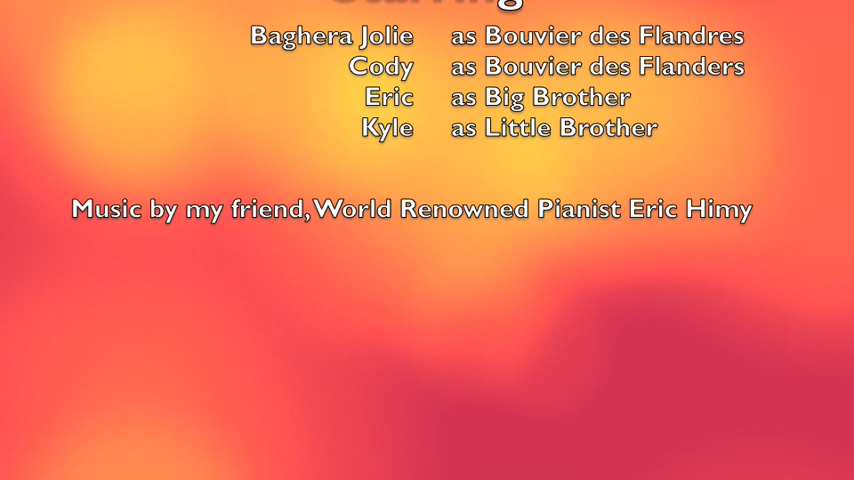 Starring
Baghera Jolie as Bouvier des Flandres
Cody as Bouvier des Flanders
Eric as Big Brother
Kyle as Little Brother
Music by my friend, World Renowned Pianist Eric Himy